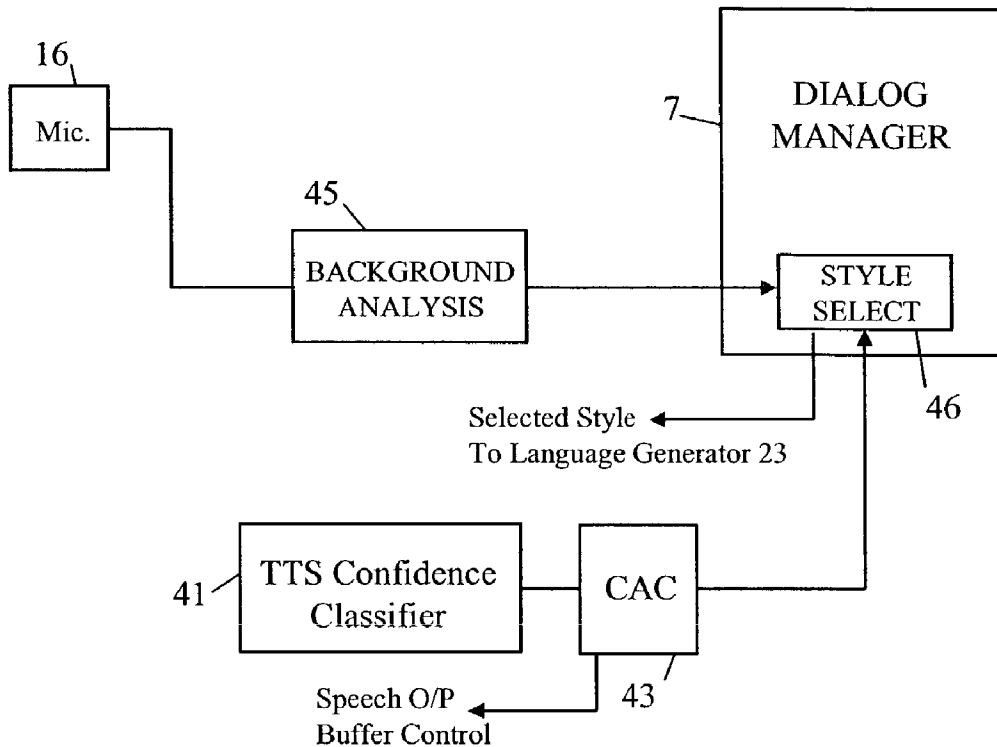 16
Mic.
7
DIALOG
MANAGER
45
BACKGROUND
ANALYSIS
STYLE
SELECT
46
Selected Style
To Language Generator 23
41
TTS Confidence
Classifier
CAC
43
Speech O/P
Buffer Control